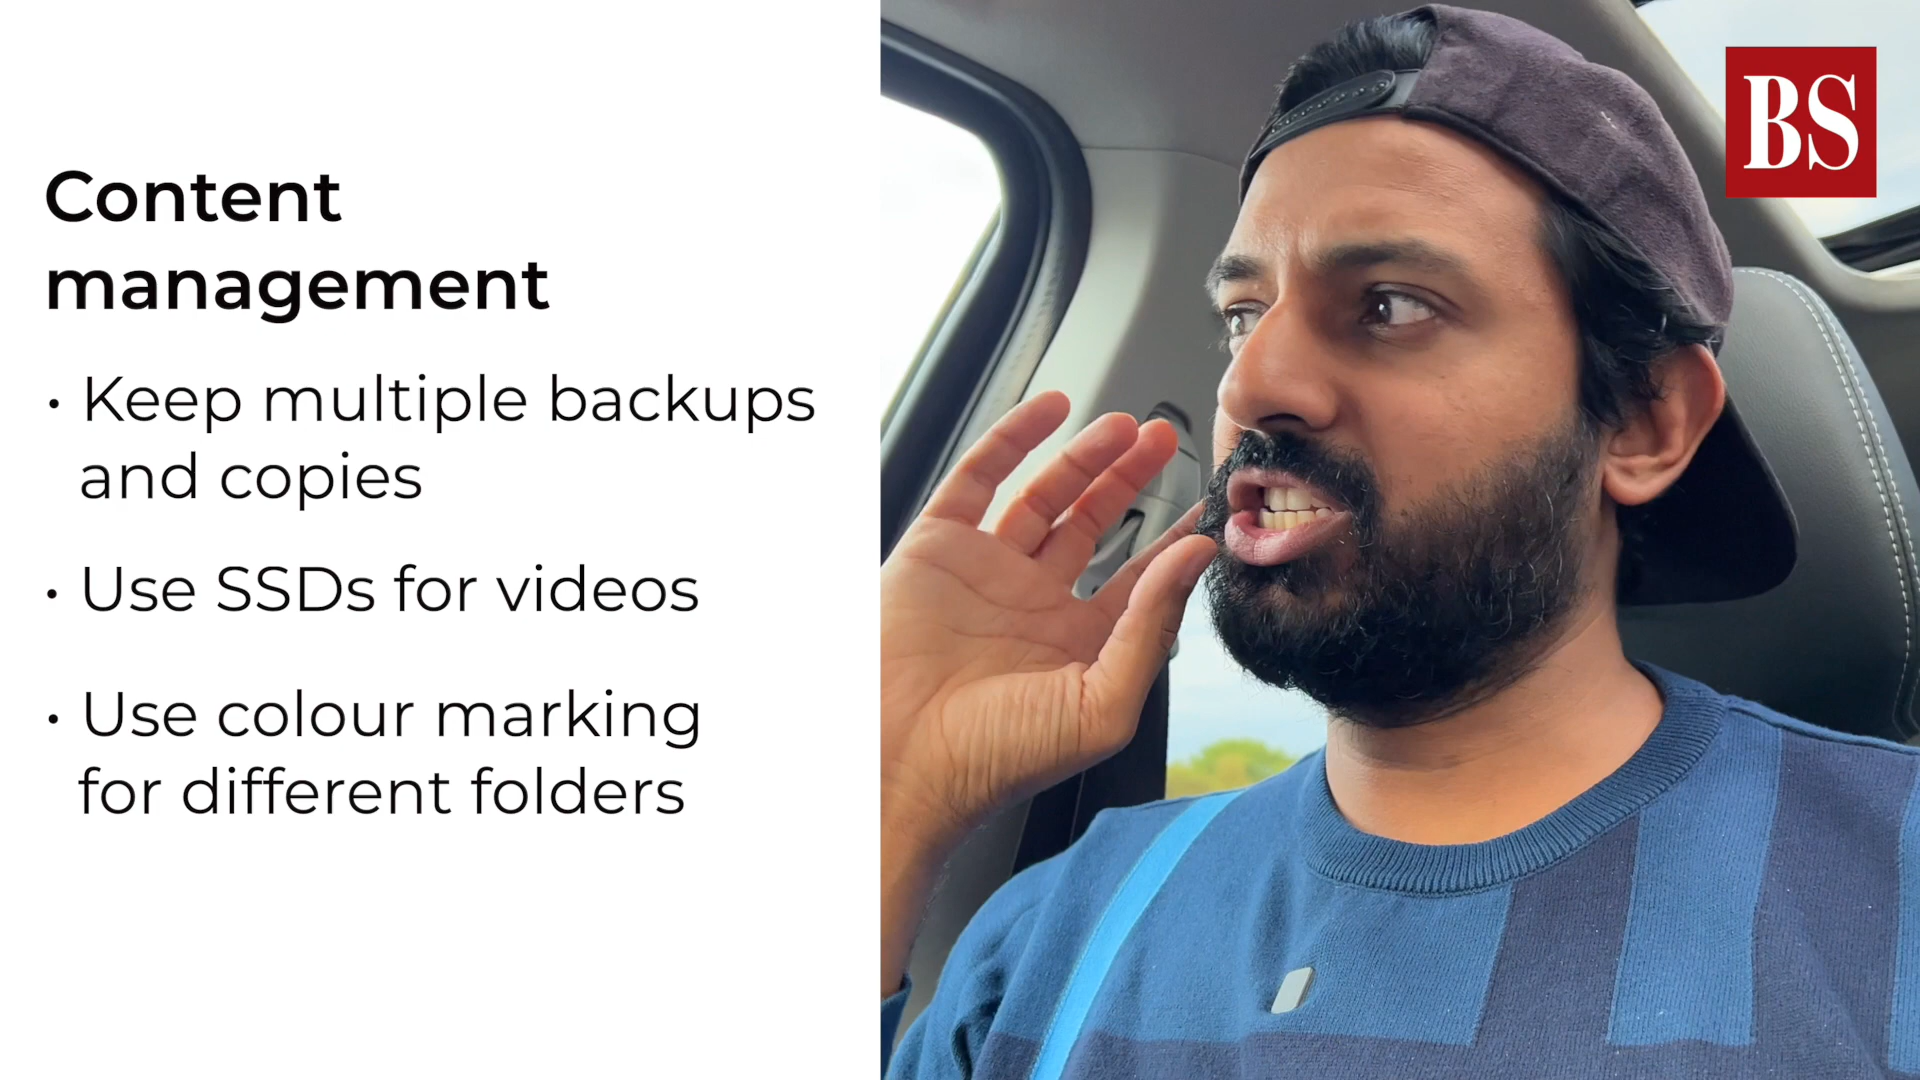 BS
Content
management
• Keep multiple backups
and copies
• Use SSDs for videos
• Use colour marking
for different folders